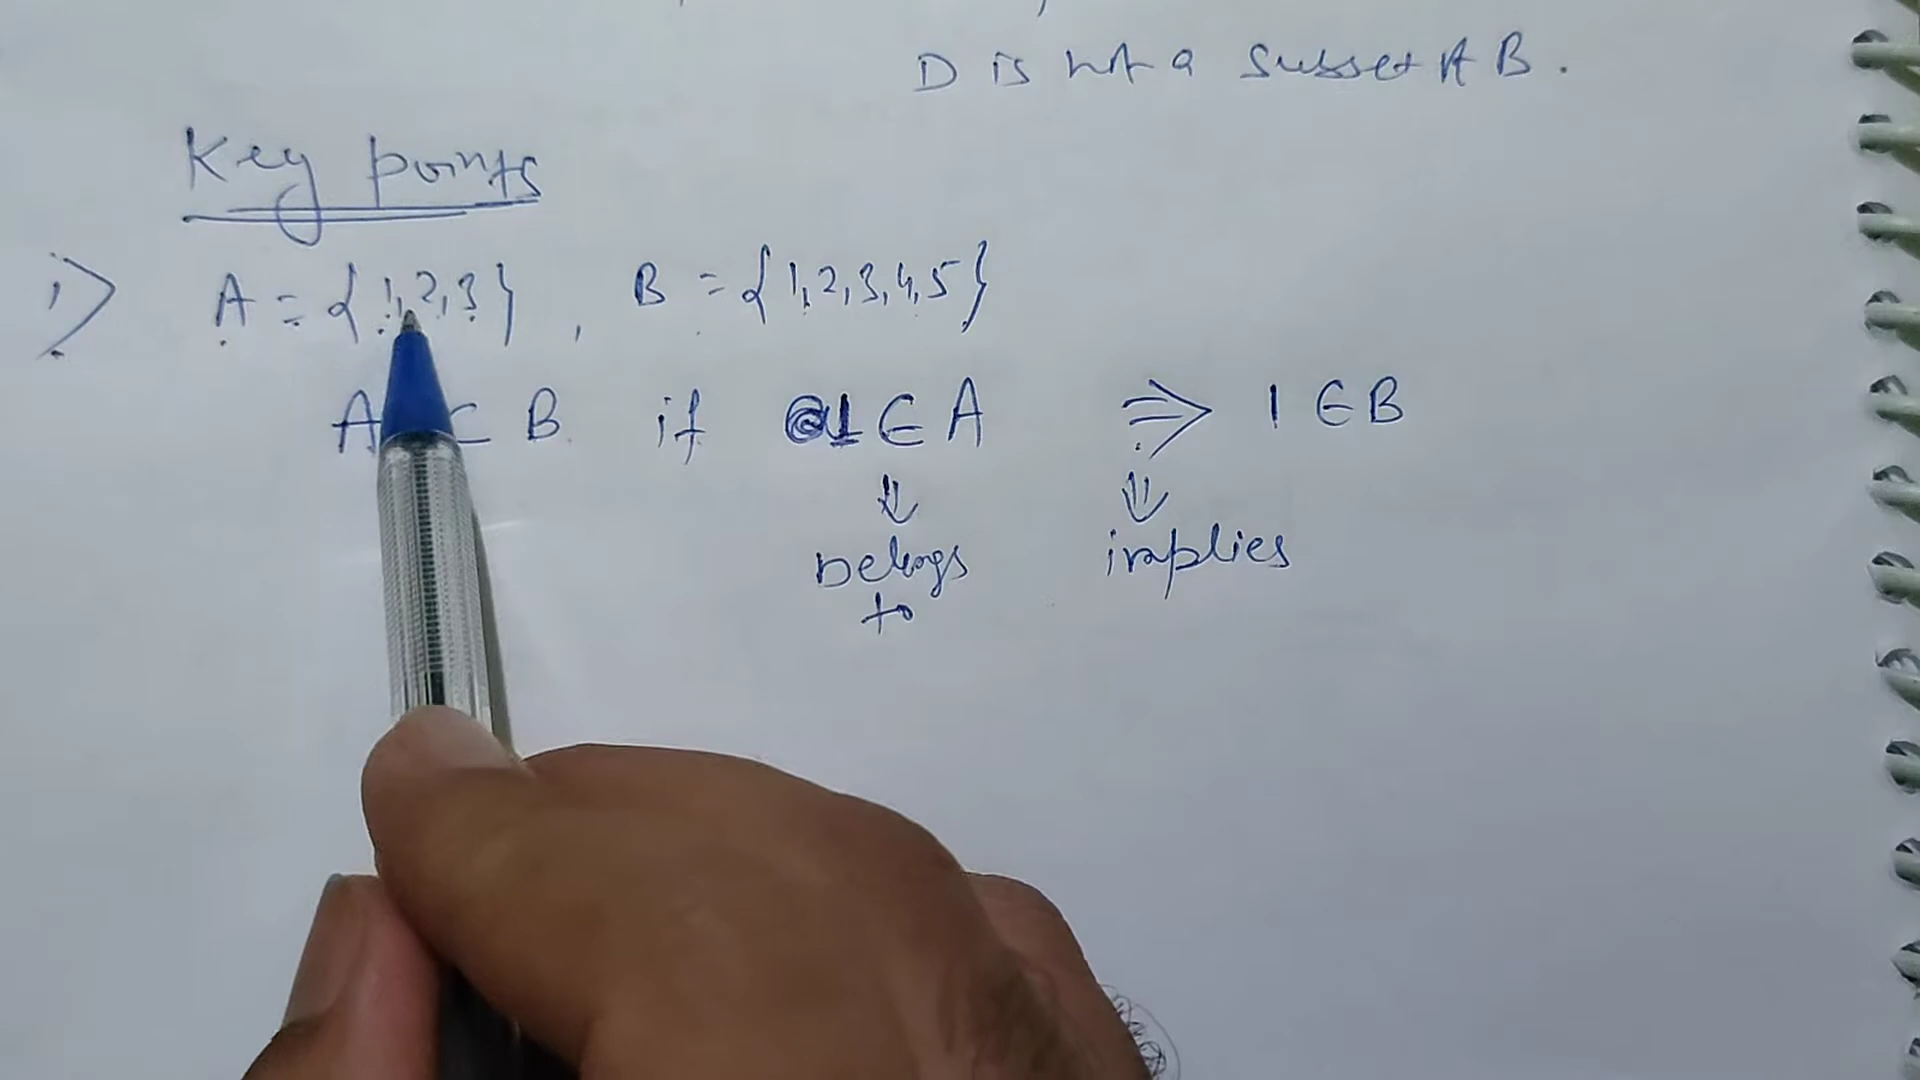 D is not a subset of B.
Key points
i) A = {1,2,3}, B = {1,2,3,4,5}
A ⊂ B if 1 ∈ A ⇒ 1 ∈ B
⇓ ⇓
belongs to implies